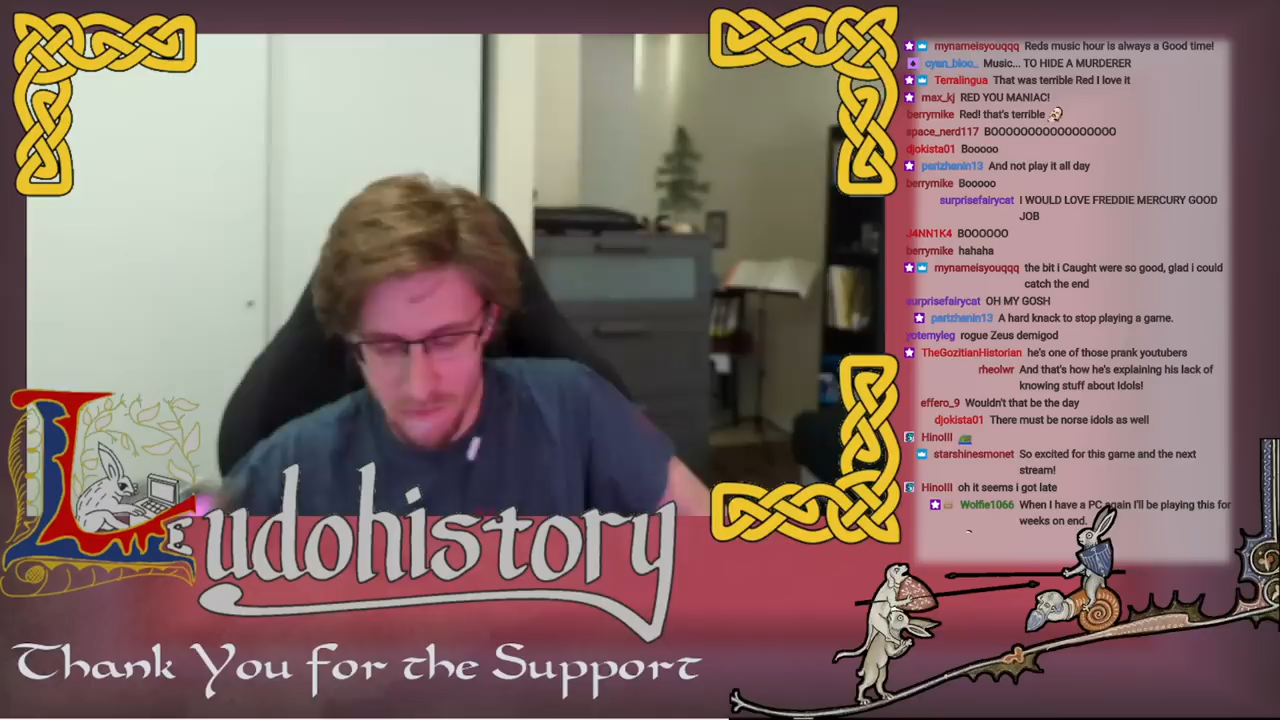 mynameisyouqqq Reds music hour is always a Good time!
cyan_bloo_ Music... TO HIDE A MURDERER
Terralingua That was terrible Red I love it
max_kj RED YOU MANIAC!
berrymike Red! that's terrible
space_nerd117 BOOOOOOOOOOOOOOOOO
djokista01 Booooo
parizhanin13 And not play it all day
berrymike Booooo
surprisefairycat I WOULD LOVE FREDDIE MERCURY GOOD
JOB
J4NN1K4 BOOOOOO
berrymike hahaha
mynameisyouqqq the bit i Caught were so good, glad i could
catch the end
surprisefairycat OH MY GOSH
parizhanin13 A hard knack to stop playing a game.
yotemyleg rogue Zeus demigod
TheGozitianHistorian he's one of those prank youtubers
rheolwr And that's how he's explaining his lack of
knowing stuff about Idols!
effero_9 Wouldn't that be the day
djokista01 There must be norse idols as well
Hinolll
starshinesmonet So excited for this game and the next
stream!
Hinolll oh it seems i got late
Wolfie1066 When I have a PC again I'll be playing this for
weeks on end.
Ludohistory
Thank You for the Support